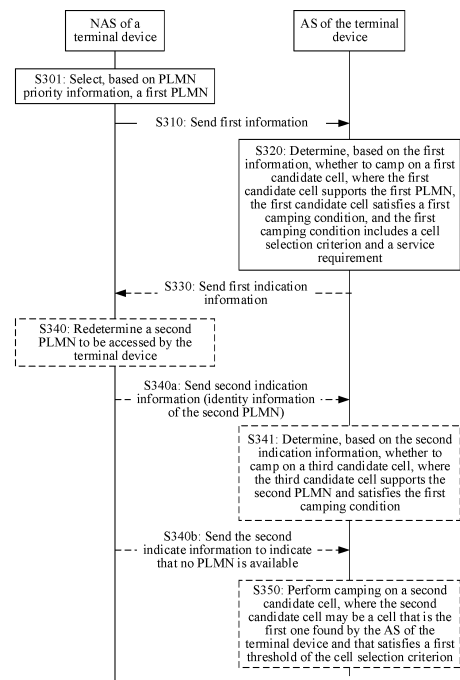 NAS of a
terminal device
AS of the terminal
device
S301: Select, based on PLMN
priority information, a first PLMN
S310: Send first information
S320: Determine, based on the first
information, whether to camp on a first
candidate cell, where the first
candidate cell supports the first PLMN,
the first candidate cell satisfies a first
camping condition, and the first
camping condition includes a cell
selection criterion and a service
requirement
S330: Send first indication
information
S340: Redetermine a second
PLMN to be accessed by the
terminal device
S340a: Send second indication
information (identity information
of the second PLMN)
S341: Determine, based on the second
indication information, whether to
camp on a third candidate cell, where
the third candidate cell supports the
second PLMN and satisfies the first
camping condition
S340b: Send the second
indicate information to indicate
that no PLMN is available
S350: Perform camping on a second
candidate cell, where the second
candidate cell may be a cell that is the
first one found by the AS of the
terminal device and that satisfies a first
threshold of the cell selection criterion